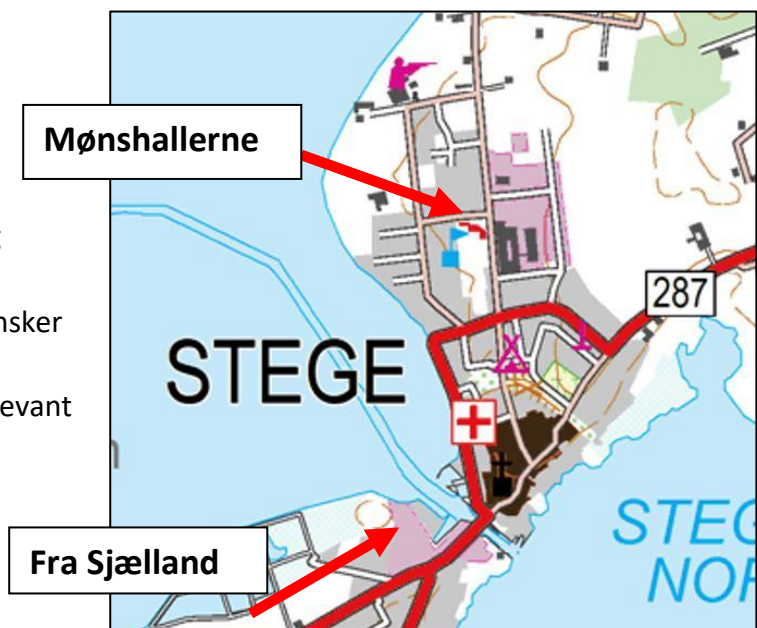 Mønshallerne
nsker
287
STEGE
evant
STEG
NOR
Fra Sjælland